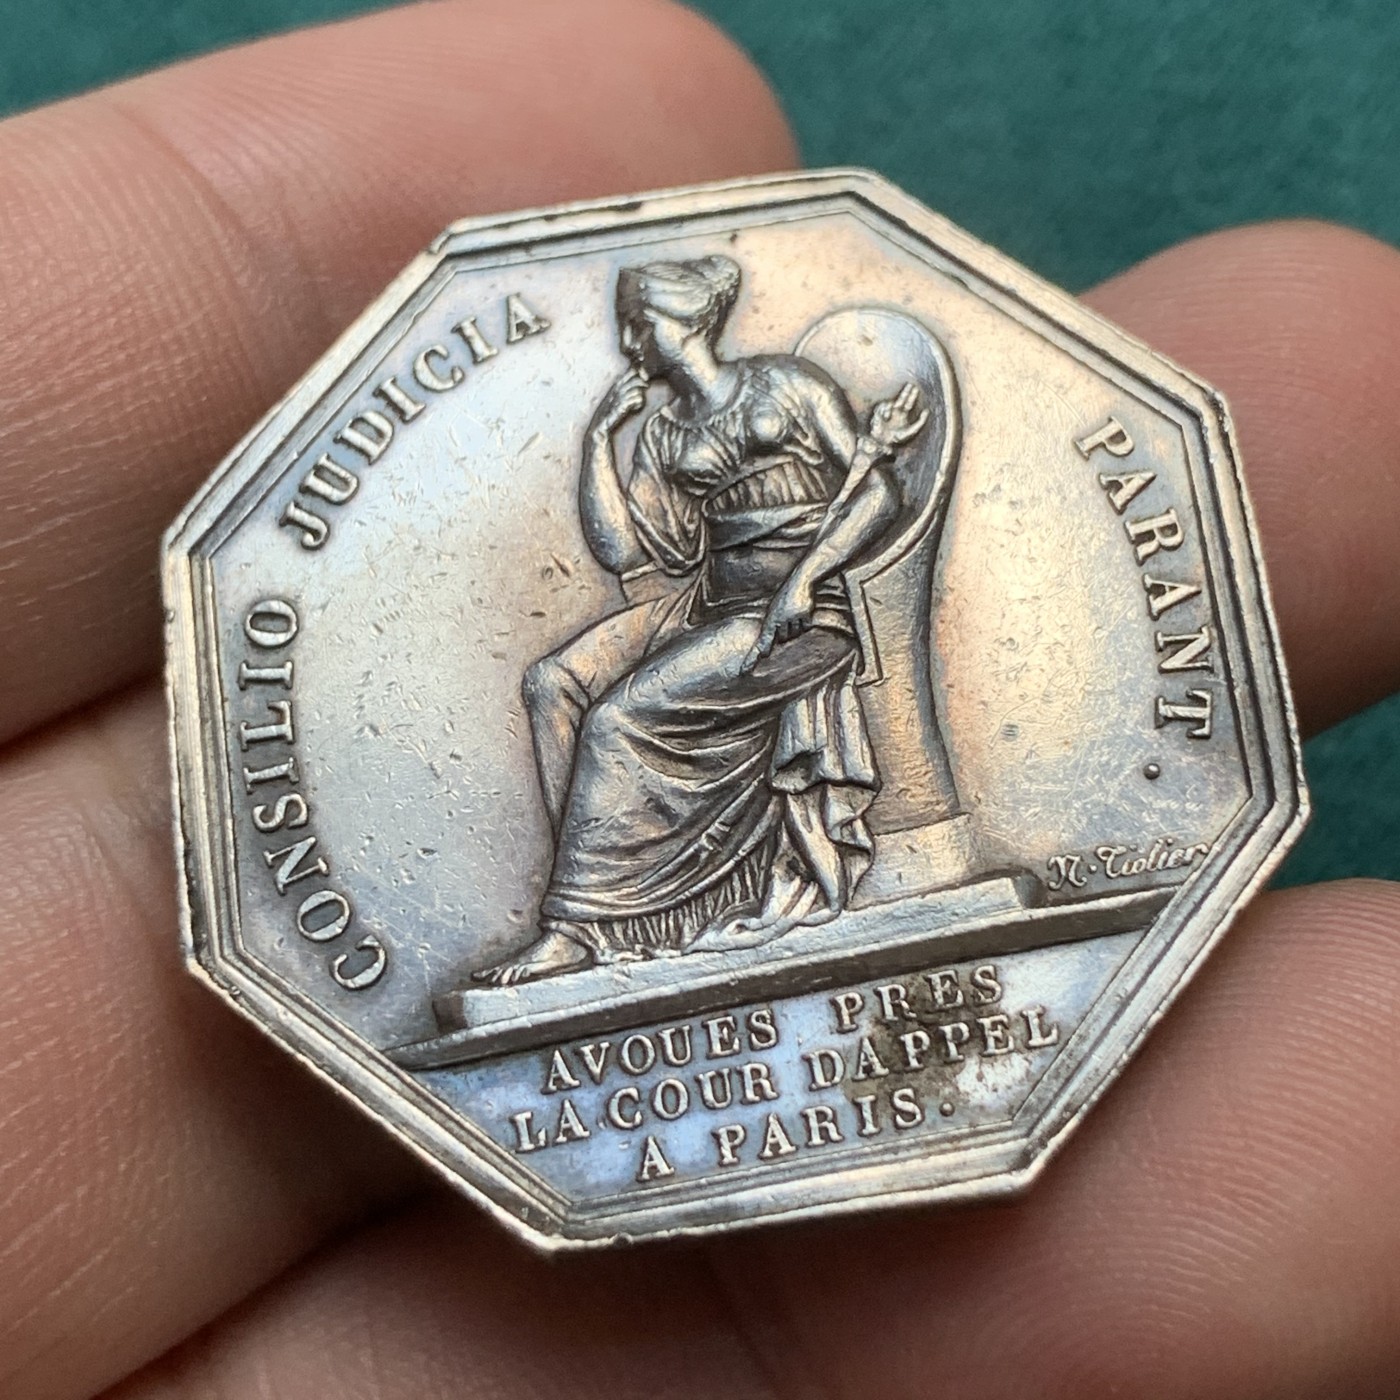 CONSILIO JUDICIA PARANT.
N. Tiolier
AVOUES PRES
LA COUR DAPPEL
A PARIS.